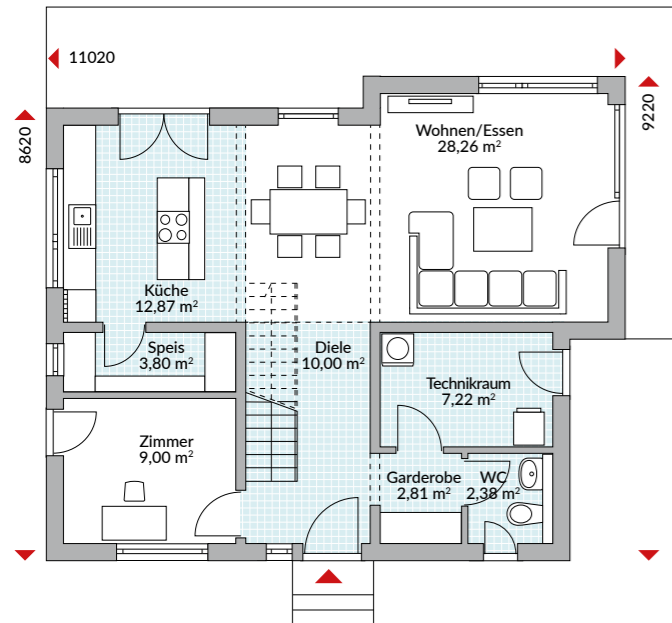 11020
9220
8620
Wohnen/Essen
28,26 m²
Küche
12,87 m²
Speis
3,80 m²
Diele
10,00 m²
Technikraum
7,22 m²
Zimmer
9,00 m²
Garderobe
2,81 m²
WC
2,38 m²